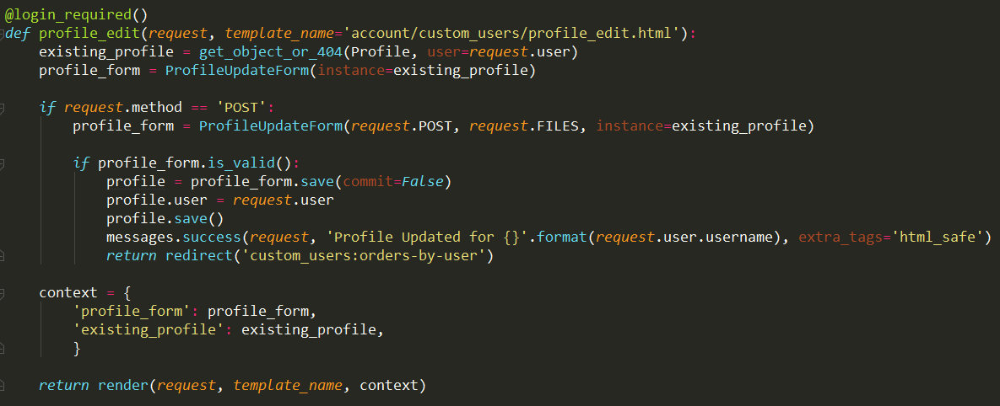 @login_required()
def profile_edit(request, template_name='account/custom_users/profile_edit.html'):
    existing_profile = get_object_or_404(Profile, user=request.user)
    profile_form = ProfileUpdateForm(instance=existing_profile)

    if request.method == 'POST':
        profile_form = ProfileUpdateForm(request.POST, request.FILES, instance=existing_profile)

        if profile_form.is_valid():
            profile = profile_form.save(commit=False)
            profile.user = request.user
            profile.save()
            messages.success(request, 'Profile Updated for {}'.format(request.user.username), extra_tags='html_safe')
            return redirect('custom_users:orders-by-user')

    context = {
        'profile_form': profile_form,
        'existing_profile': existing_profile,
        }

    return render(request, template_name, context)